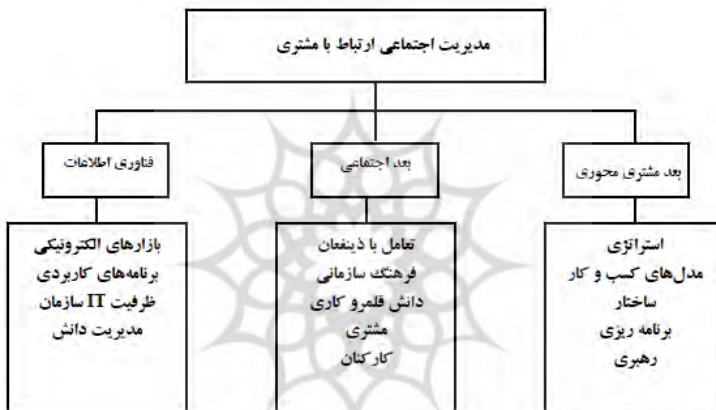 مدیریت اجتماعی ارتباط با مشتری
بعد مشتری محوری
بعد اجتماعی
فناوری اطلاعات
استراتژی
مدل‌های کسب و کار
ساختار
برنامه ریزی
رهبری
تعامل با ذینفعان
فرهنگ سازمانی
دانش قلمرو کاری
مشتری
کارکنان
بازارهای الکترونیکی
برنامه‌های کاربردی
ظرفیت IT سازمان
مدیریت دانش